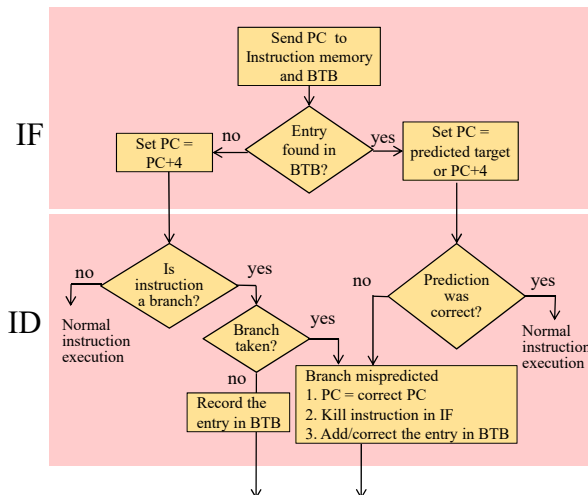 IF
Send PC to
Instruction memory
and BTB
no
Entry
found in
BTB?
yes
Set PC =
PC+4
Set PC =
predicted target
or PC+4
ID
no
Is
instruction
a branch?
yes
Normal
instruction
execution
Branch
taken?
yes
no
Record the
entry in BTB
no
Prediction
was
correct?
yes
Normal
instruction
execution
Branch mispredicted
1. PC = correct PC
2. Kill instruction in IF
3. Add/correct the entry in BTB